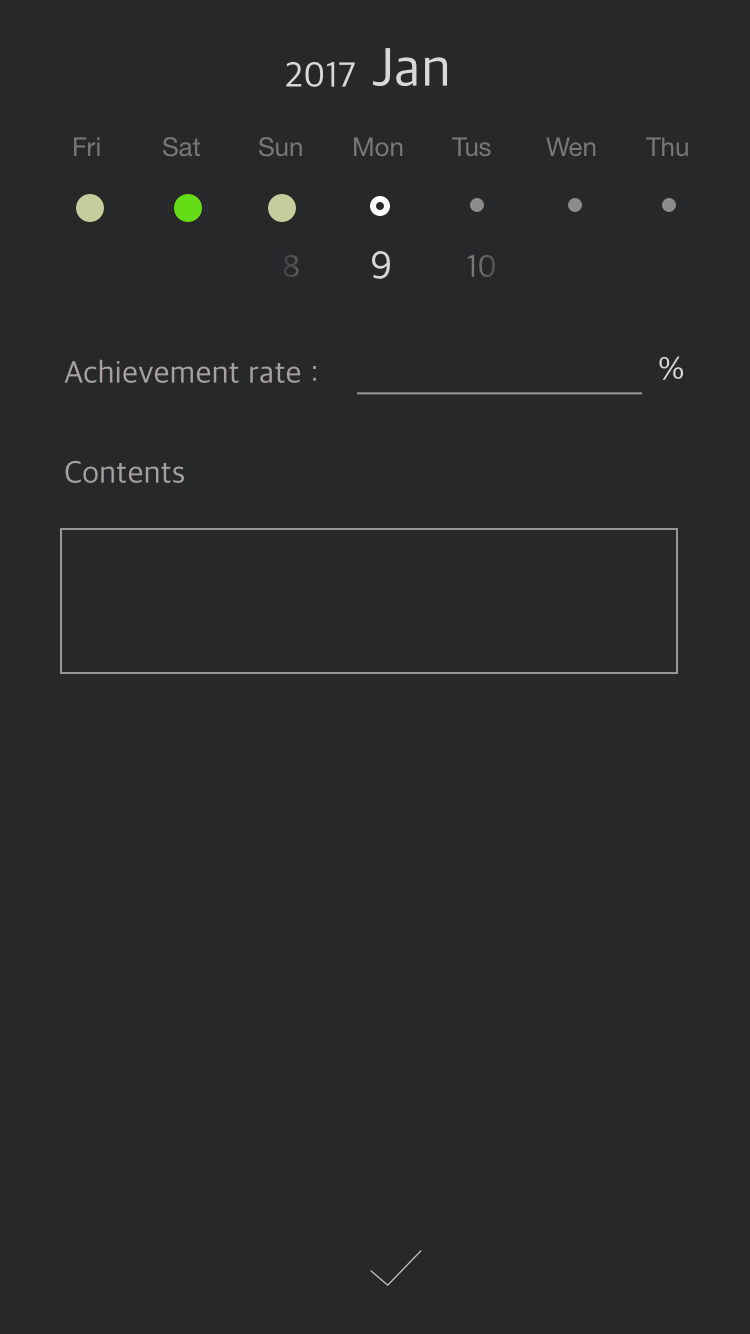 2017 Jan
Fri Sat Sun Mon Tus Wen Thu
8 9 10
Achievement rate : %
Contents